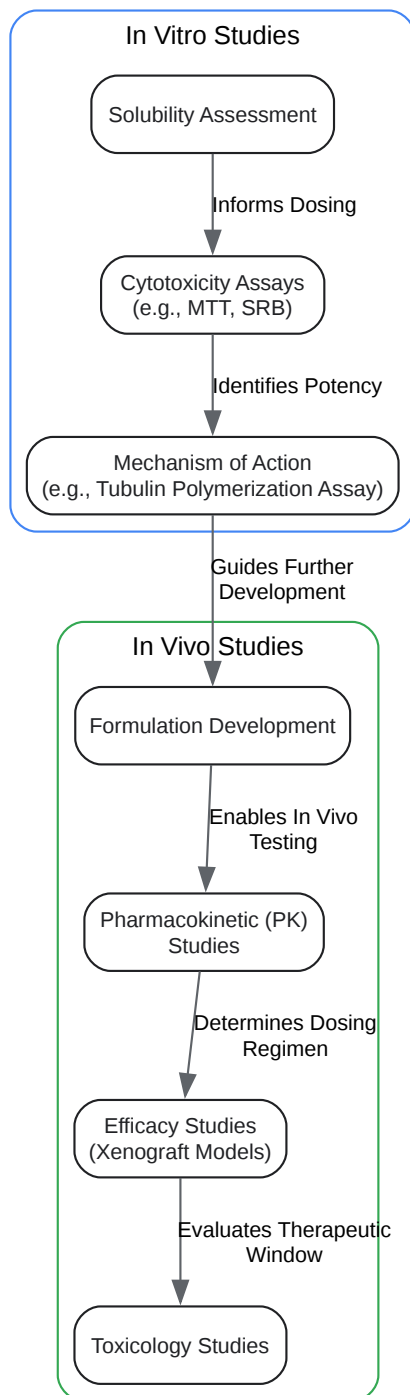 In Vitro Studies
Solubility Assessment
Informs Dosing
Cytotoxicity Assays
(e.g., MTT, SRB)
Identifies Potency
Mechanism of Action
(e.g., Tubulin Polymerization Assay)
Guides Further
Development
In Vivo Studies
Formulation Development
Enables In Vivo
Testing
Pharmacokinetic (PK)
Studies
Determines Dosing
Regimen
Efficacy Studies
(Xenograft Models)
Evaluates Therapeutic
Window
Toxicology Studies